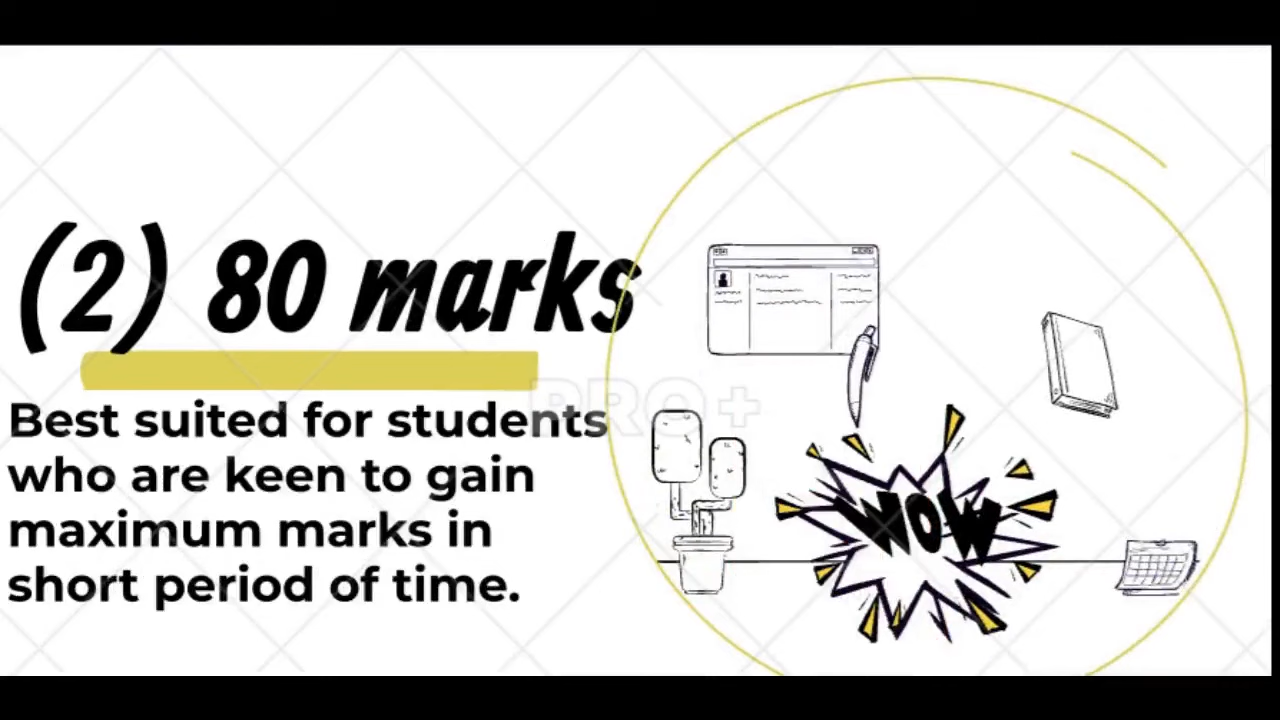 (2) 80 marks
Best suited for students
who are keen to gain
maximum marks in
short period of time.
PRO+
WOW